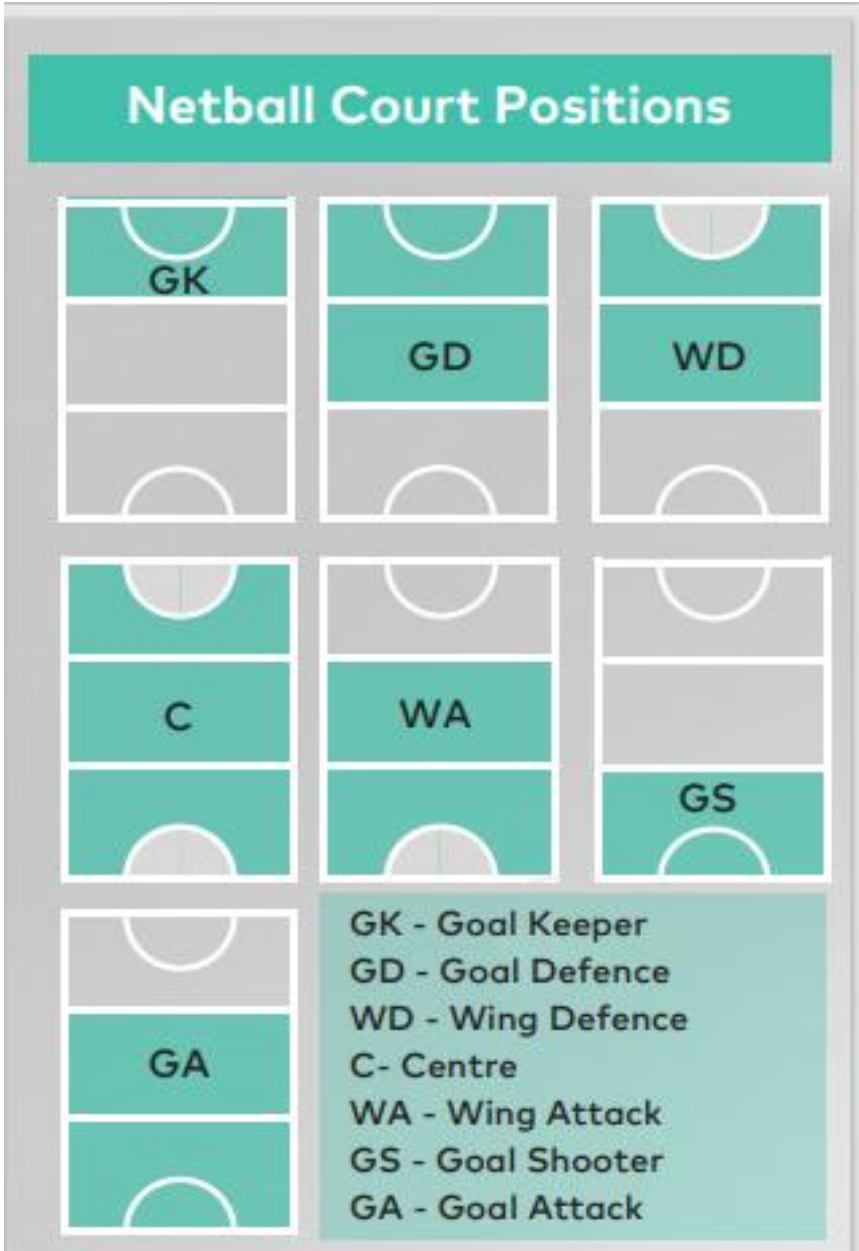 Netball Court Positions
GK
GD
WD
C
WA
GS
GA
GK - Goal Keeper
GD - Goal Defence
WD - Wing Defence
C- Centre
WA - Wing Attack
GS - Goal Shooter
GA - Goal Attack